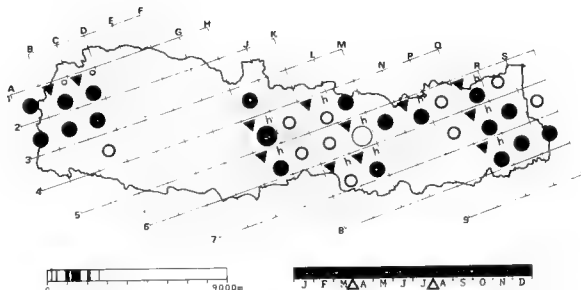 B C D E F G H J K L M N P Q R S
A
1
2
3
4
5
6
7
8
9
h h h h h h h h h h h
0 9000m
J F M A M J J A S O N D